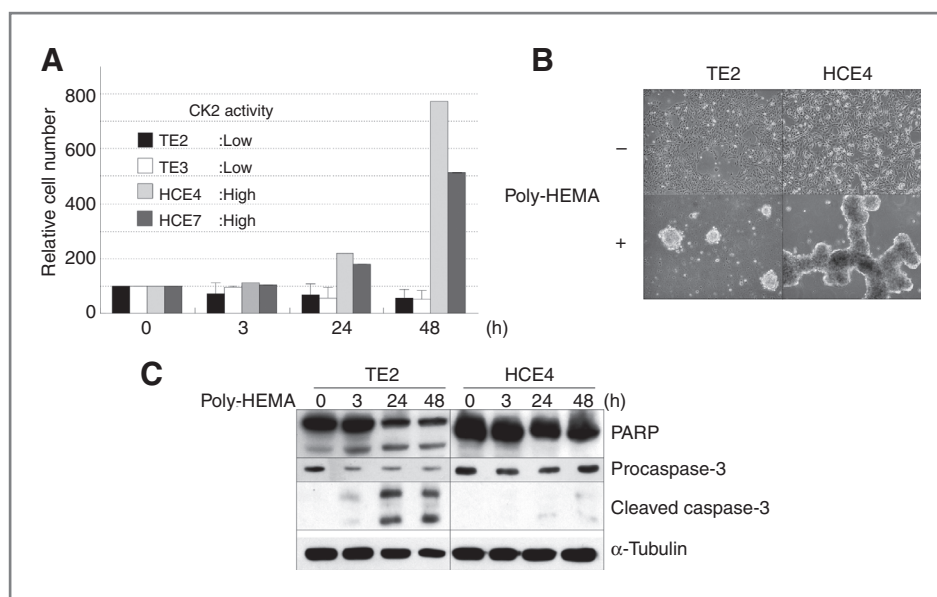 A
Relative cell number
800
600
400
200
0
CK2 activity
TE2 :Low
TE3 :Low
HCE4 :High
HCE7 :High
0 3 24 48 (h)
B
TE2 HCE4
Poly-HEMA
–
+
C
TE2 HCE4
Poly-HEMA 0 3 24 48 0 3 24 48 (h)
PARP
Procaspase-3
Cleaved caspase-3
α-Tubulin